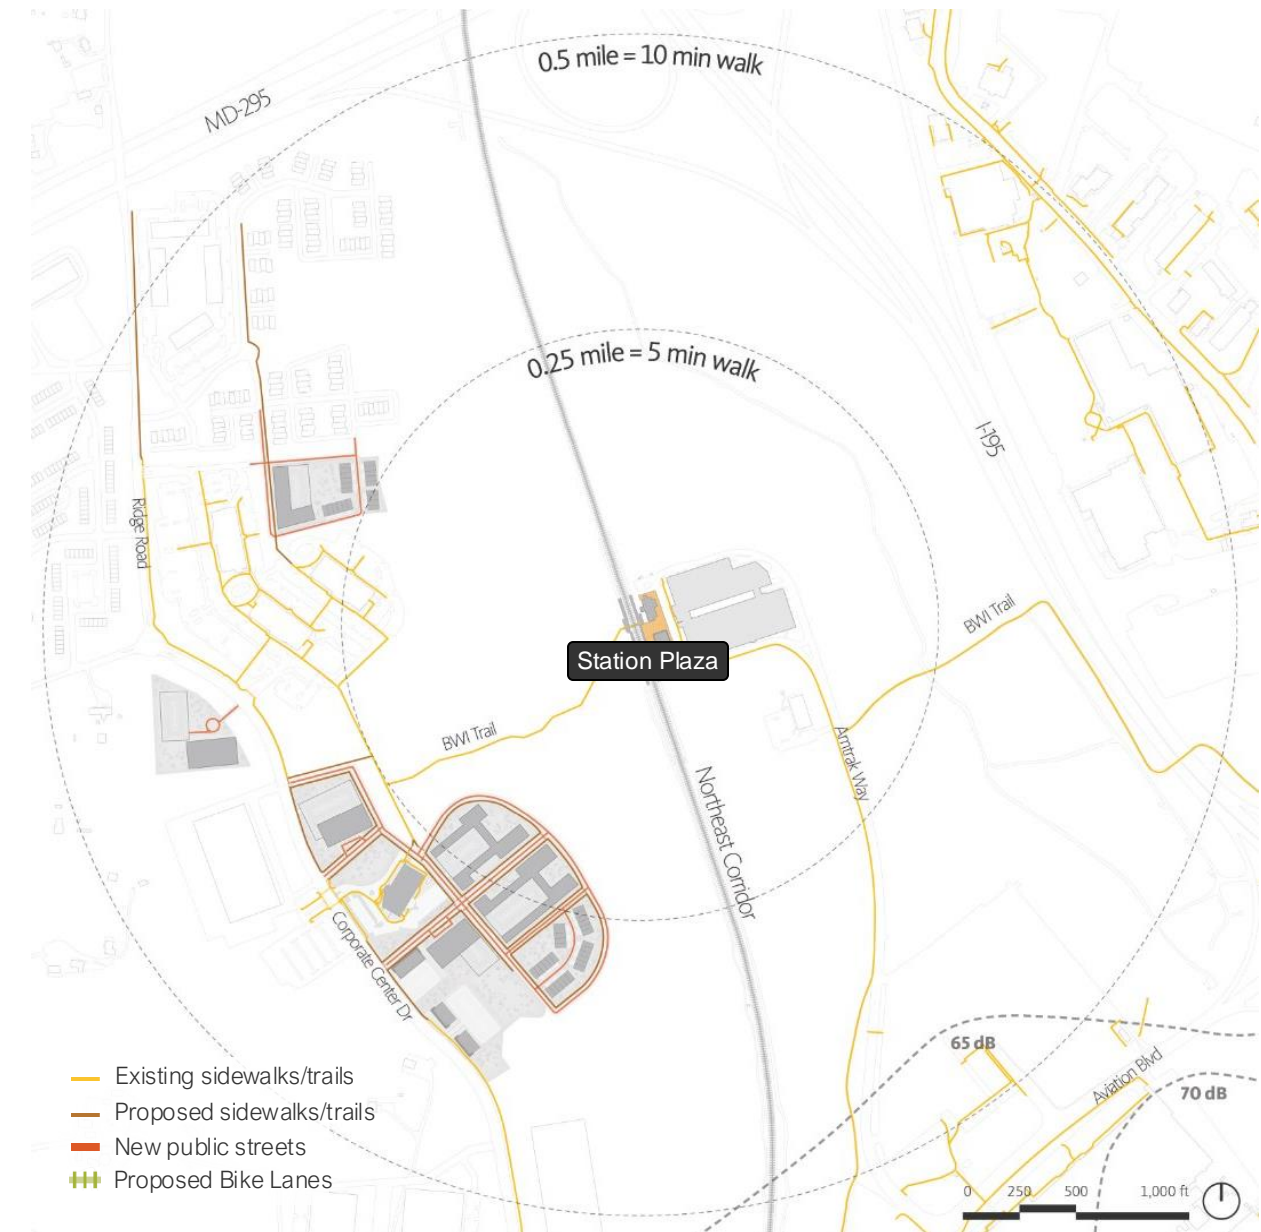 0.5 mile = 10 min walk
MD-295
0.25 mile = 5 min walk
I-195
Ridge Road
BWI Trail
Station Plaza
BWI Trail
Amtrak Way
Northeast Corridor
Corporate Center Dr
65 dB
Aviation Blvd
70 dB
Existing sidewalks/trails
Proposed sidewalks/trails
New public streets
Proposed Bike Lanes
0 250 500 1,000 ft